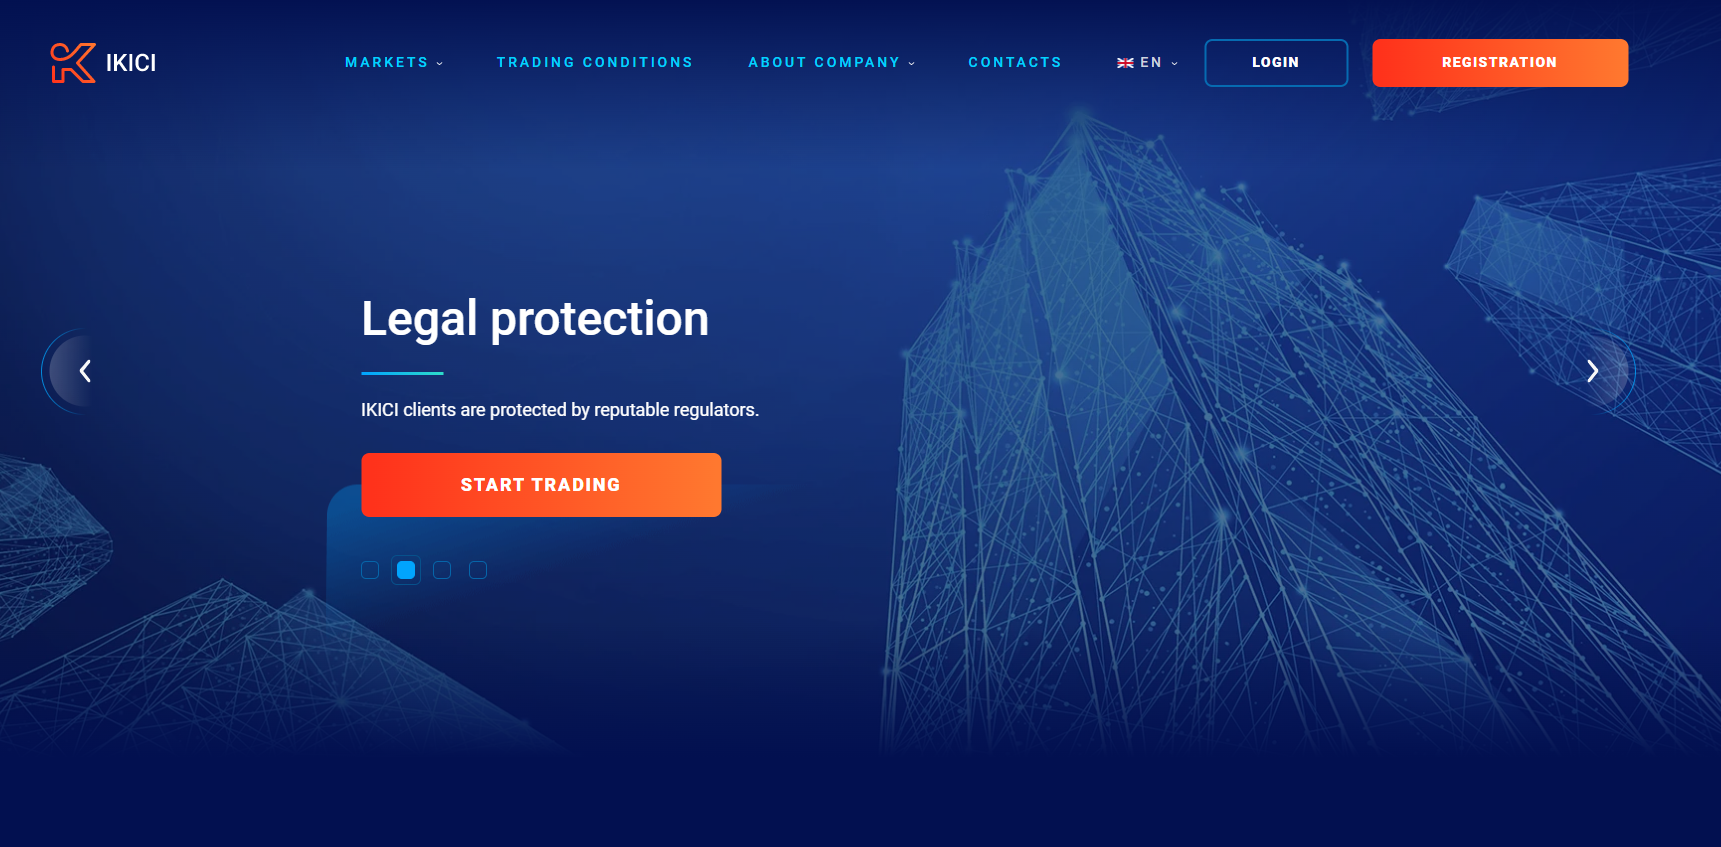 IKICI
MARKETS
TRADING CONDITIONS
ABOUT COMPANY
CONTACTS
EN
LOGIN
REGISTRATION
Legal protection
IKICI clients are protected by reputable regulators.
START TRADING